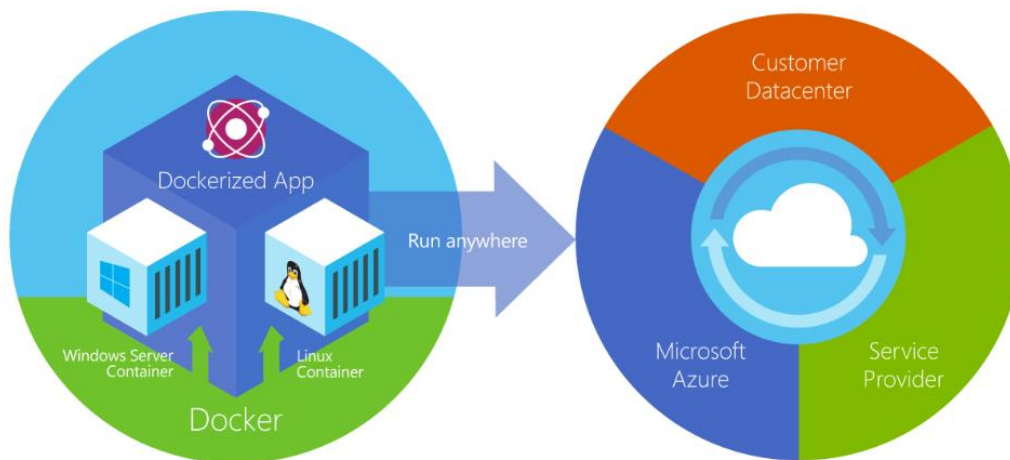 Dockerized App
Windows Server
Container
Linux
Container
Docker
Run anywhere
Customer
Datacenter
Microsoft
Azure
Service
Provider